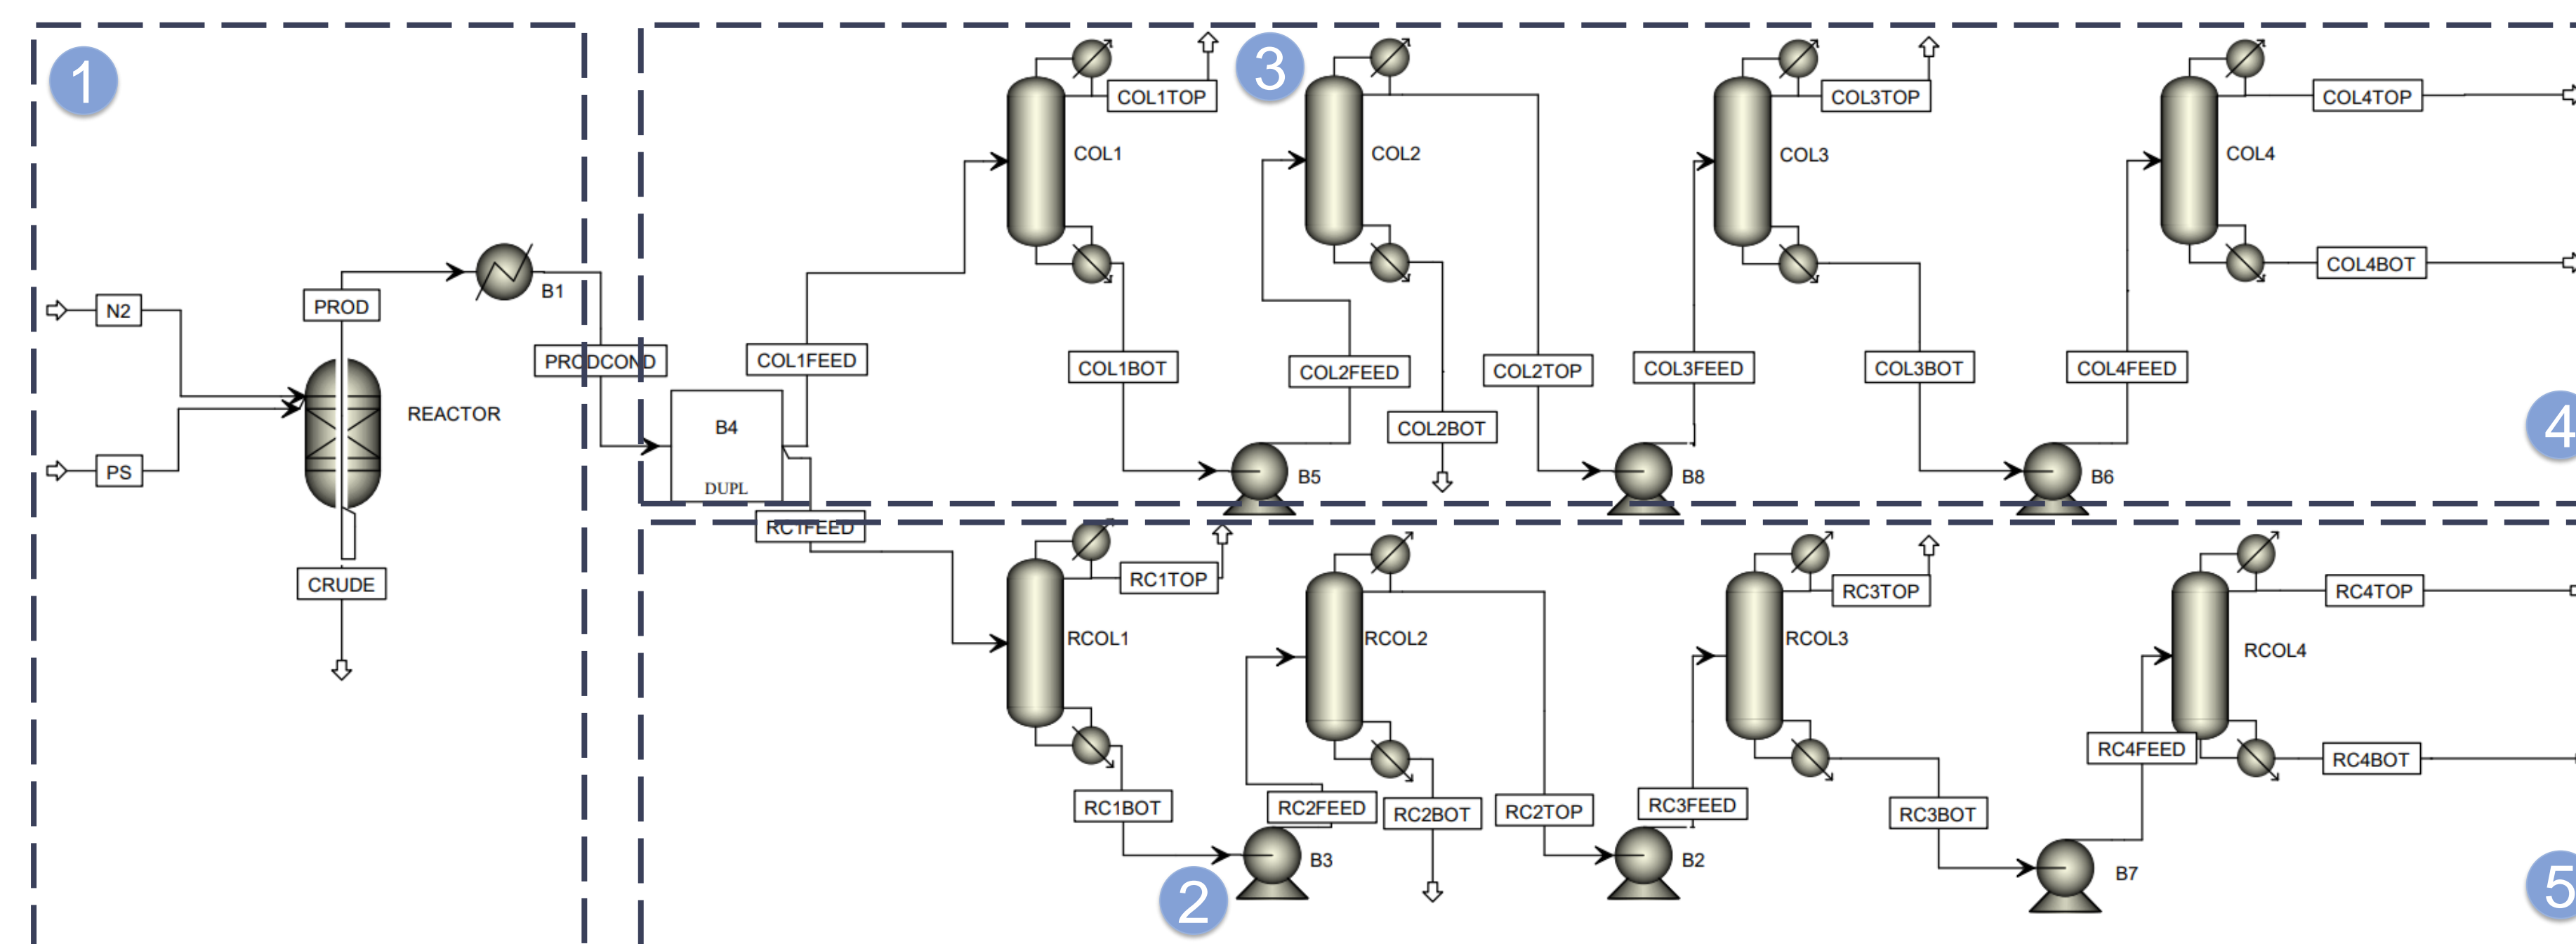 1
3
COL1TOP
COL3TOP
COL4TOP
COL1
COL2
COL3
COL4
COL4BOT
B1
N2
PROD
PRODCOND
COL1FEED
COL1BOT
COL2FEED
COL2TOP
COL3FEED
COL3BOT
COL4FEED
REACTOR
B4
COL2BOT
4
PS
DUPL
B5
B8
B6
RC1FEED
CRUDE
RC1TOP
RC3TOP
RC4TOP
RCOL1
RCOL2
RCOL3
RCOL4
RC4FEED
RC4BOT
RC1BOT
RC2FEED
RC2BOT
RC2TOP
RC3FEED
RC3BOT
B3
B2
B7
2
5